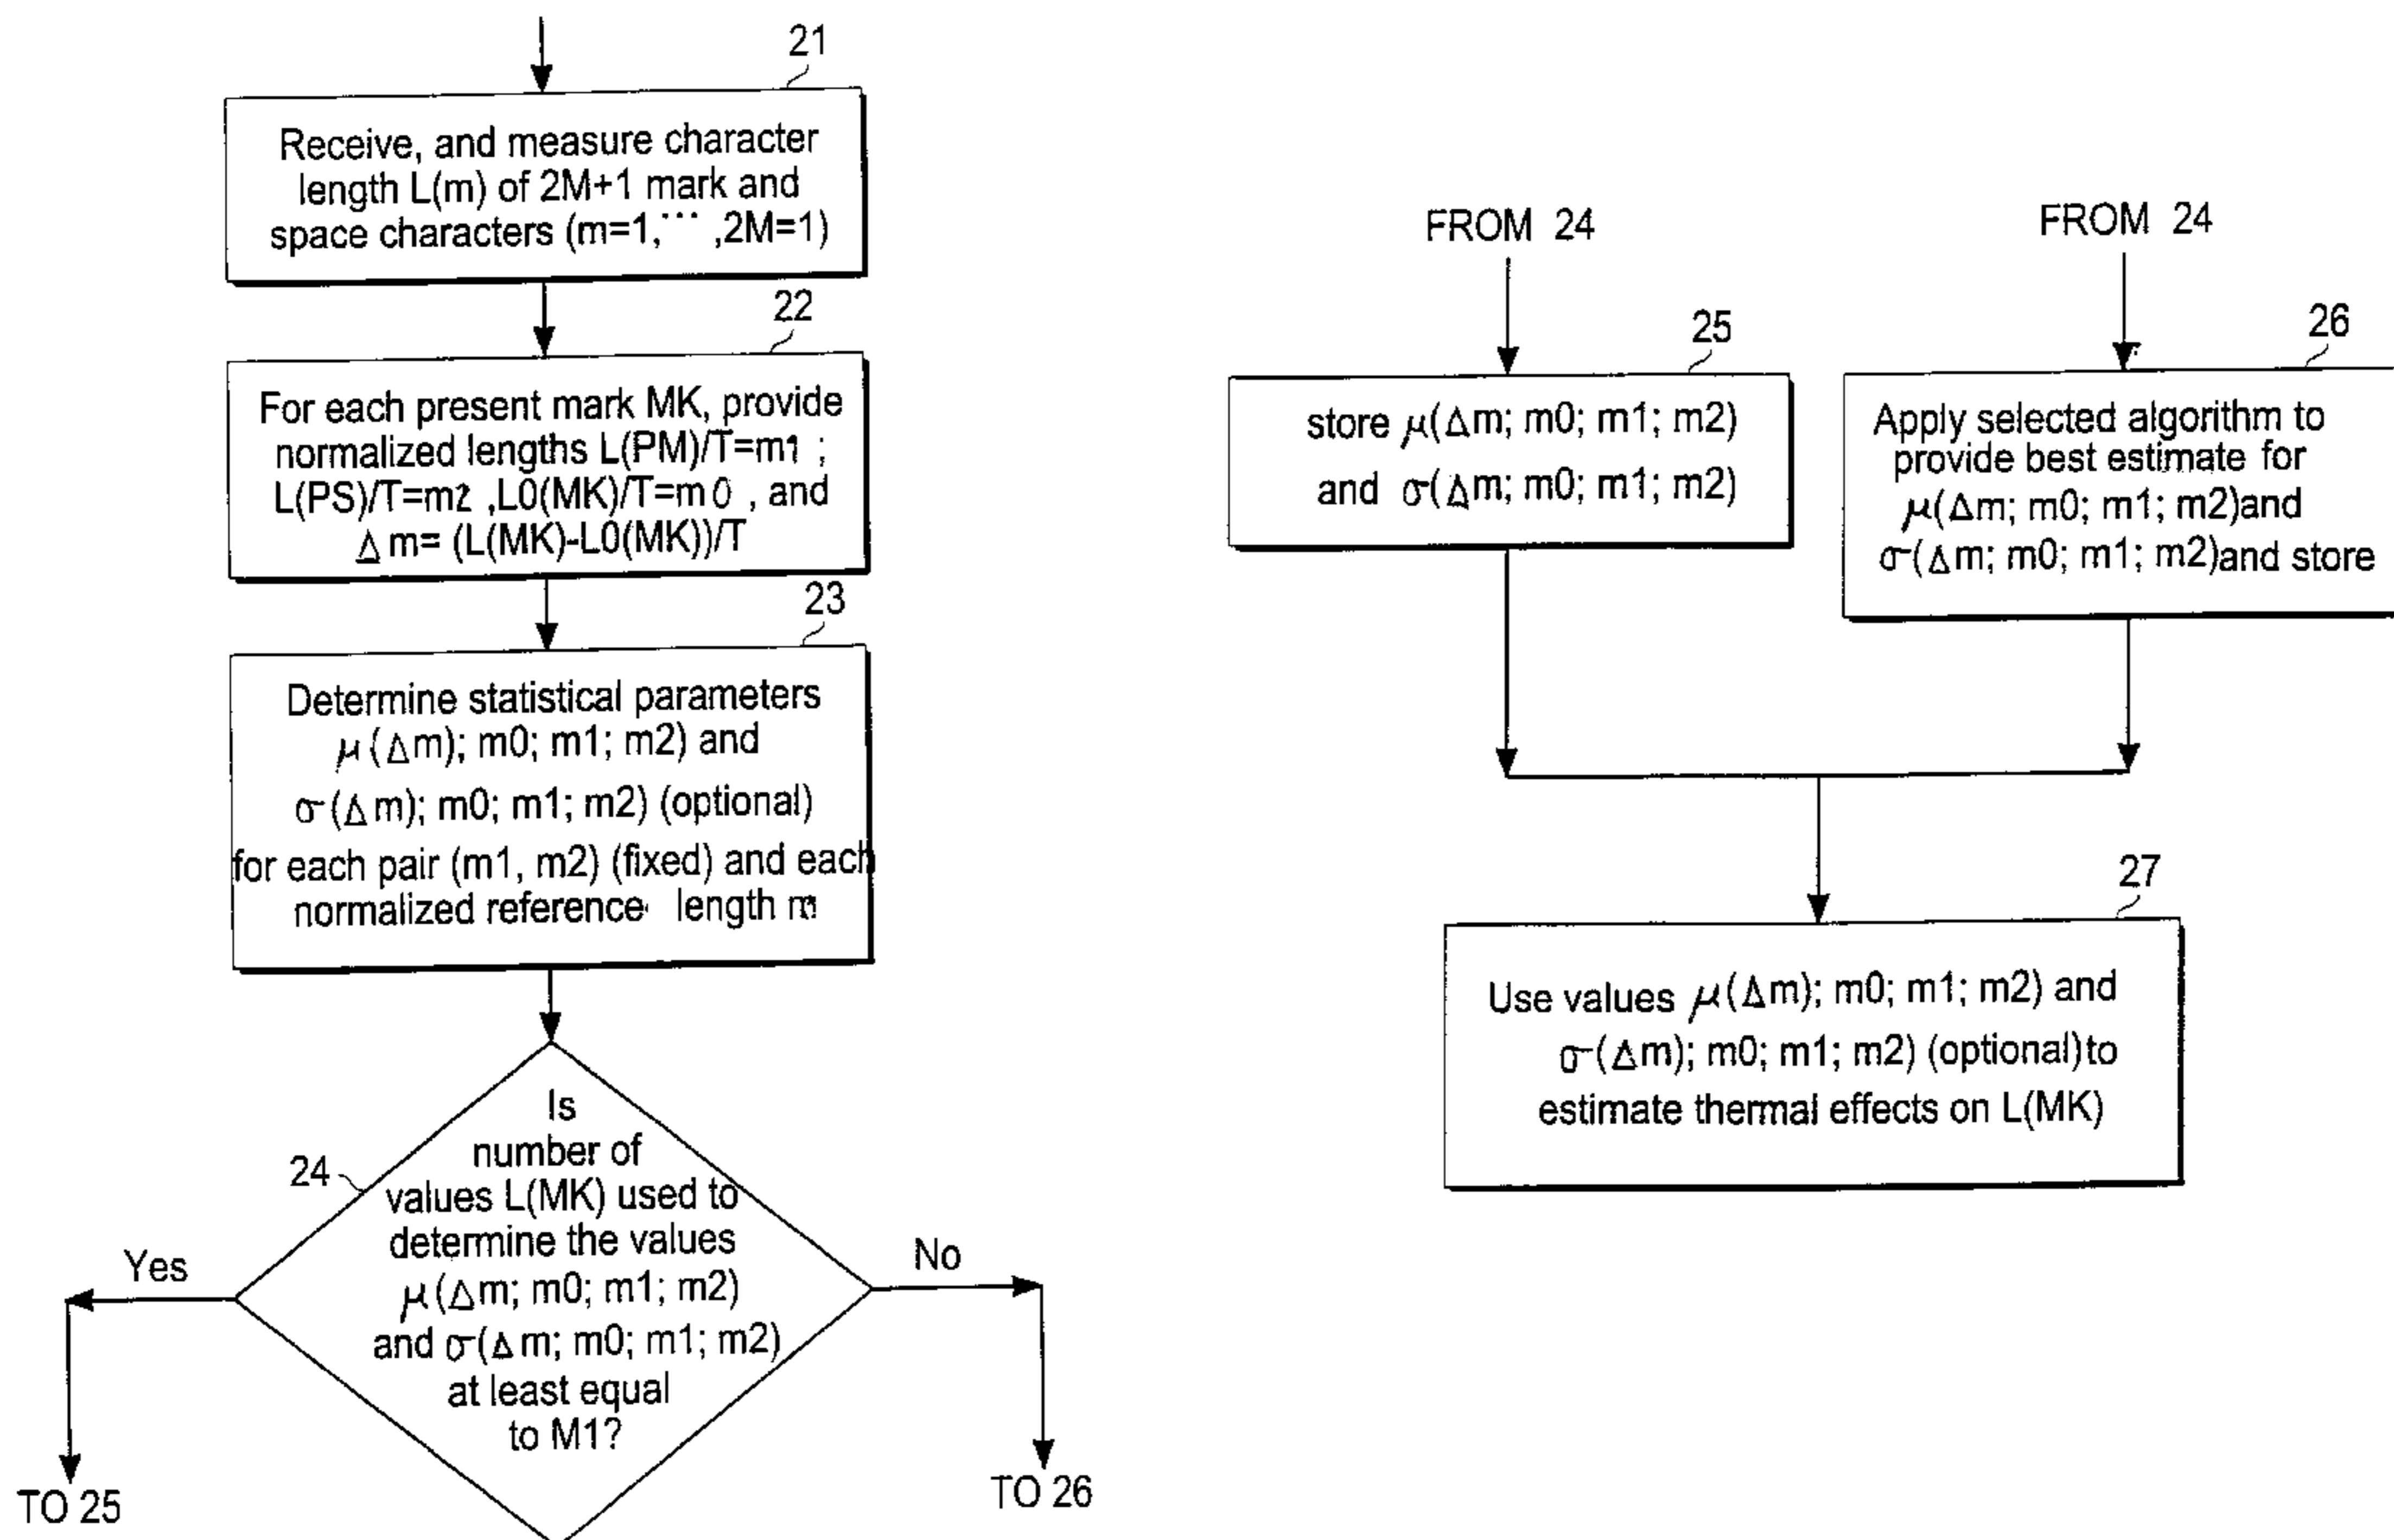 21
Receive, and measure character
length L(m) of 2M+1 mark and
space characters (m=1,··· ,2M=1)
22
For each present mark MK, provide
normalized lengths L(PM)/T=m1 ;
L(PS)/T=m2 ,L0(MK)/T=m0 , and
Δm= (L(MK)-L0(MK))/T
23
Determine statistical parameters
μ(Δm); m0; m1; m2) and
σ(Δm); m0; m1; m2) (optional)
for each pair (m1, m2) (fixed) and each
normalized reference length m
24
Is
number of
values L(MK) used to
determine the values
μ(Δm; m0; m1; m2)
and σ(Δm; m0; m1; m2)
at least equal
to M1?
Yes
No
TO 25
TO 26
FROM 24
25
store μ(Δm; m0; m1; m2)
and σ(Δm; m0; m1; m2)
FROM 24
26
Apply selected algorithm to
provide best estimate for
μ(Δm; m0; m1; m2)and
σ(Δm; m0; m1; m2)and store
27
Use values μ(Δm); m0; m1; m2) and
σ(Δm); m0; m1; m2) (optional)to
estimate thermal effects on L(MK)